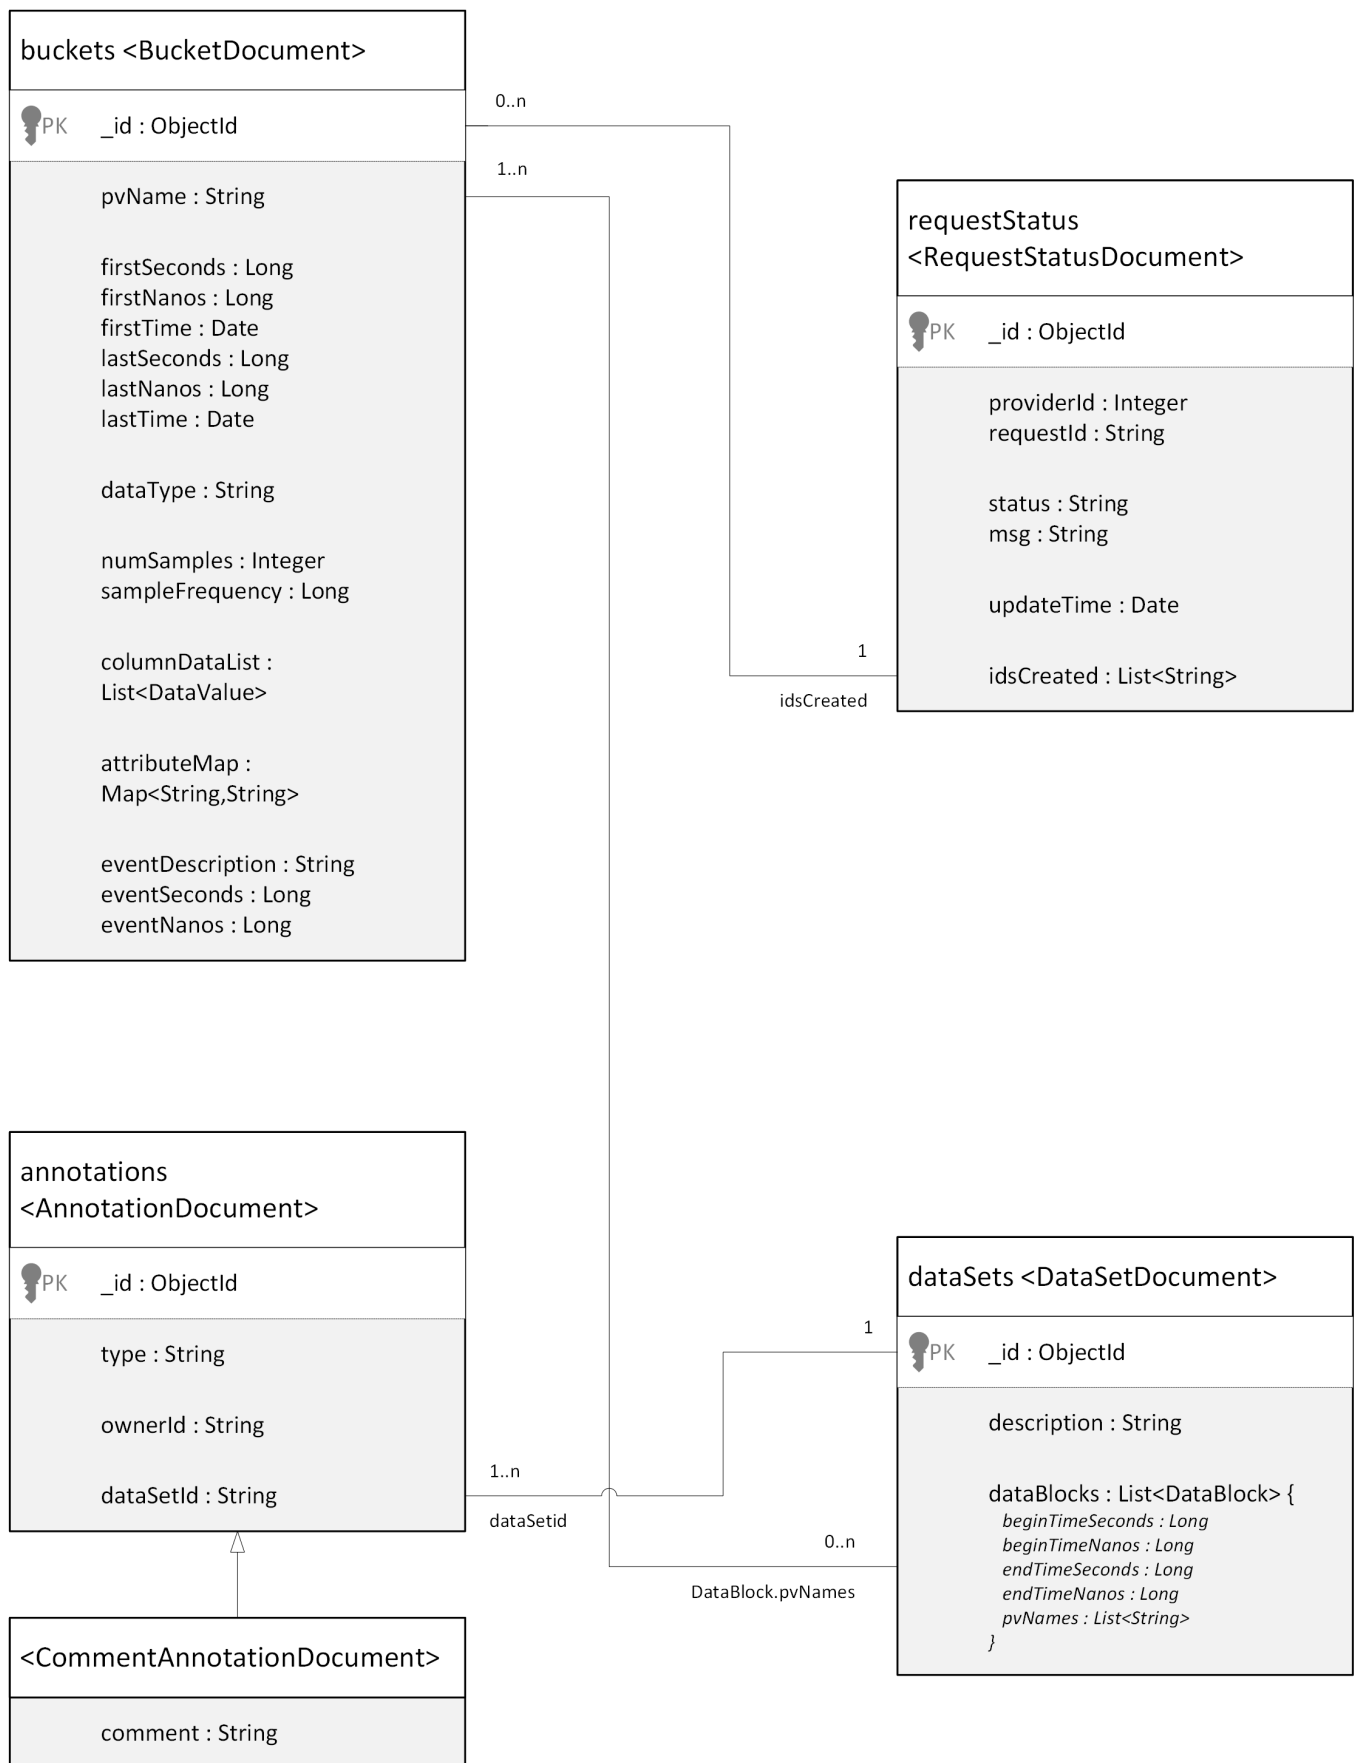 buckets <BucketDocument>
PK _id : ObjectId
pvName : String
firstSeconds : Long
firstNanos : Long
firstTime : Date
lastSeconds : Long
lastNanos : Long
lastTime : Date
dataType : String
numSamples : Integer
sampleFrequency : Long
columnDataList :
List<DataValue>
attributeMap :
Map<String,String>
eventDescription : String
eventSeconds : Long
eventNanos : Long
0..n
1..n
requestStatus
<RequestStatusDocument>
PK _id : ObjectId
providerId : Integer
requestId : String
status : String
msg : String
updateTime : Date
idsCreated : List<String>
1
idsCreated
annotations
<AnnotationDocument>
PK _id : ObjectId
type : String
ownerId : String
dataSetId : String
1..n
dataSetid
1
0..n
DataBlock.pvNames
dataSets <DataSetDocument>
PK _id : ObjectId
description : String
dataBlocks : List<DataBlock> {
beginTimeSeconds : Long
beginTimeNanos : Long
endTimeSeconds : Long
endTimeNanos : Long
pvNames : List<String>
}
<CommentAnnotationDocument>
comment : String